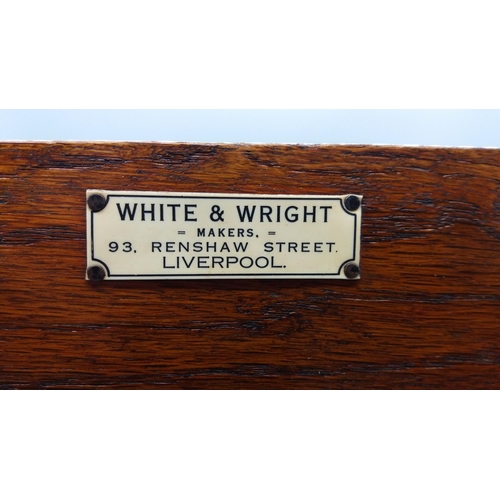 WHITE & WRIGHT
= MAKERS, =
93, RENSHAW STREET.
LIVERPOOL.